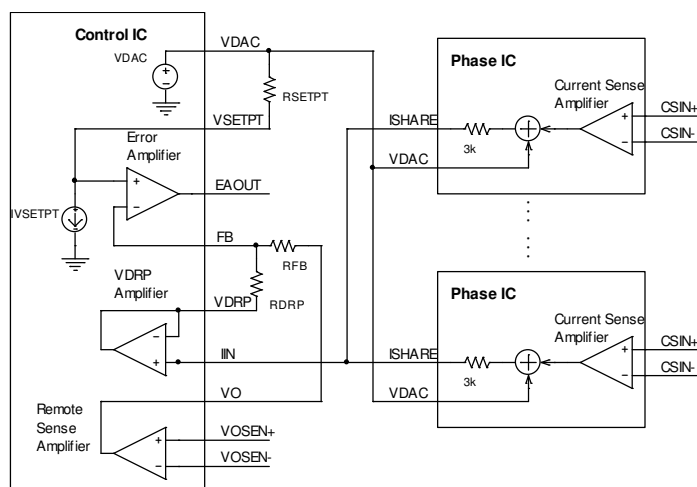 Control IC
VDAC
VDAC
RSETPT
VSETPT
Error
Amplifier
+
-
EAOUT
IVSETPT
FB
RFB
VDRP
Amplifier
VDRP
RDRP
-
+
IIN
VO
Remote
Sense
Amplifier
+
-
VOSEN+
VOSEN-
Phase IC
Current Sense
Amplifier
CSIN+
CSIN-
ISHARE
3k
VDAC
Phase IC
Current Sense
Amplifier
CSIN+
CSIN-
ISHARE
3k
VDAC